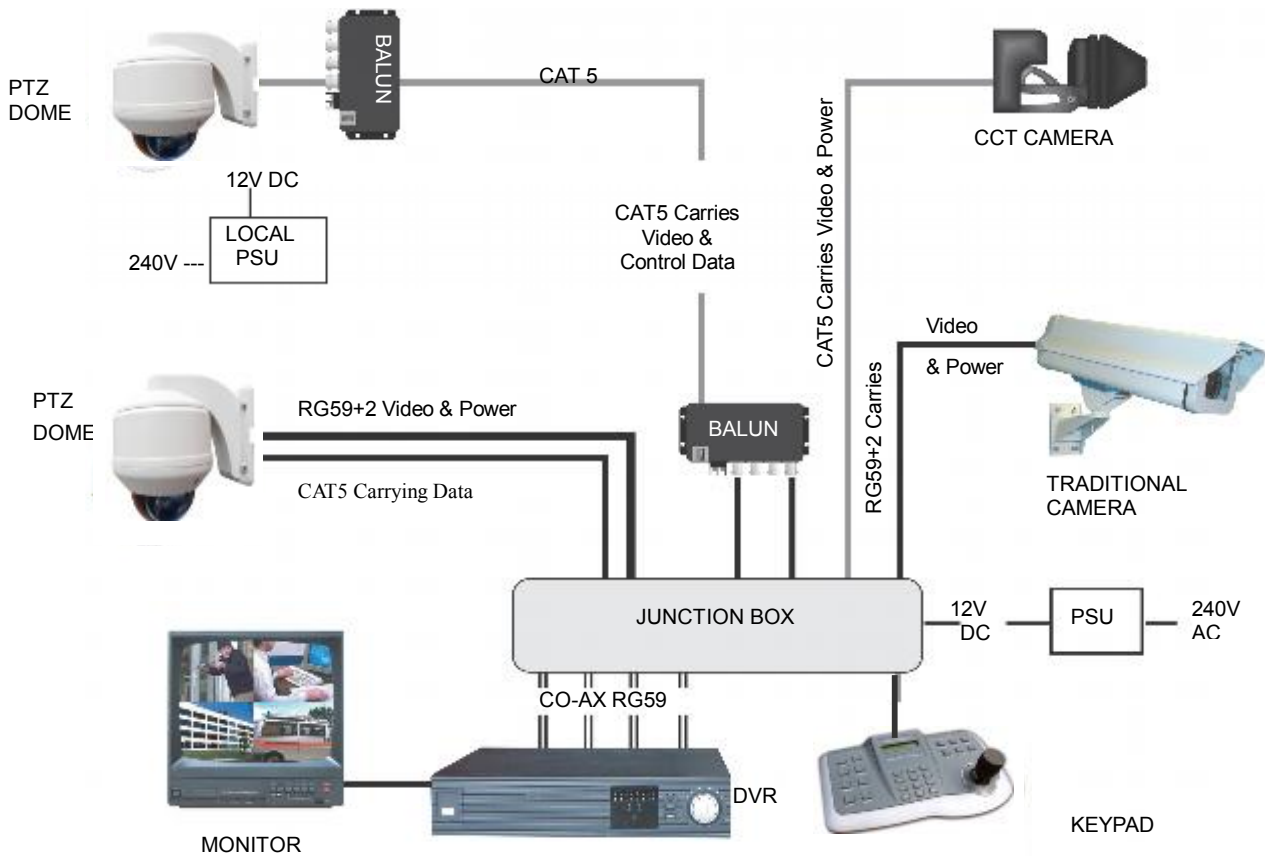 BALUN
CAT 5
PTZ
DOME
CCT CAMERA
12V DC
LOCAL
PSU
240V ---
CAT5 Carries
Video &
Control Data
CAT5 Carries Video & Power
RG59+2 Carries
Video
& Power
PTZ
DOME
RG59+2 Video & Power
CAT5 Carrying Data
BALUN
TRADITIONAL
CAMERA
JUNCTION BOX
12V
DC
PSU
240V
AC
CO-AX RG59
DVR
MONITOR
KEYPAD